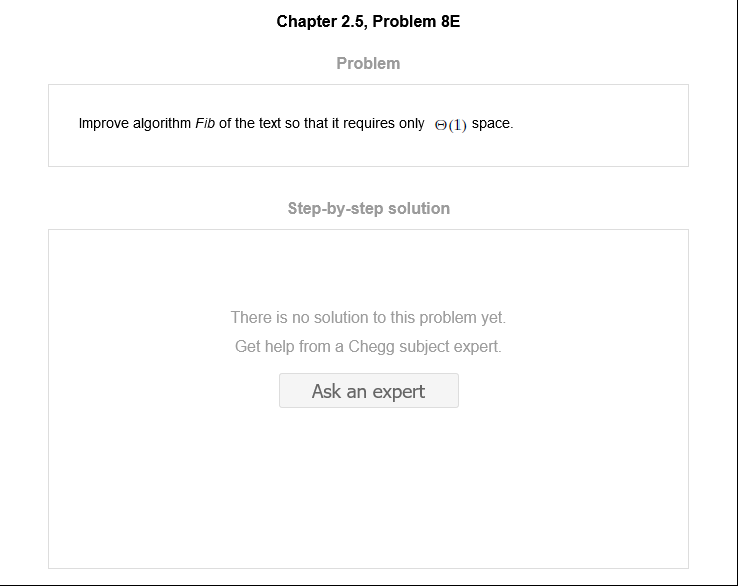 Chapter 2.5, Problem 8E
Problem
Improve algorithm Fib of the text so that it requires only Θ(1) space.
Step-by-step solution
There is no solution to this problem yet.
Get help from a Chegg subject expert.
Ask an expert